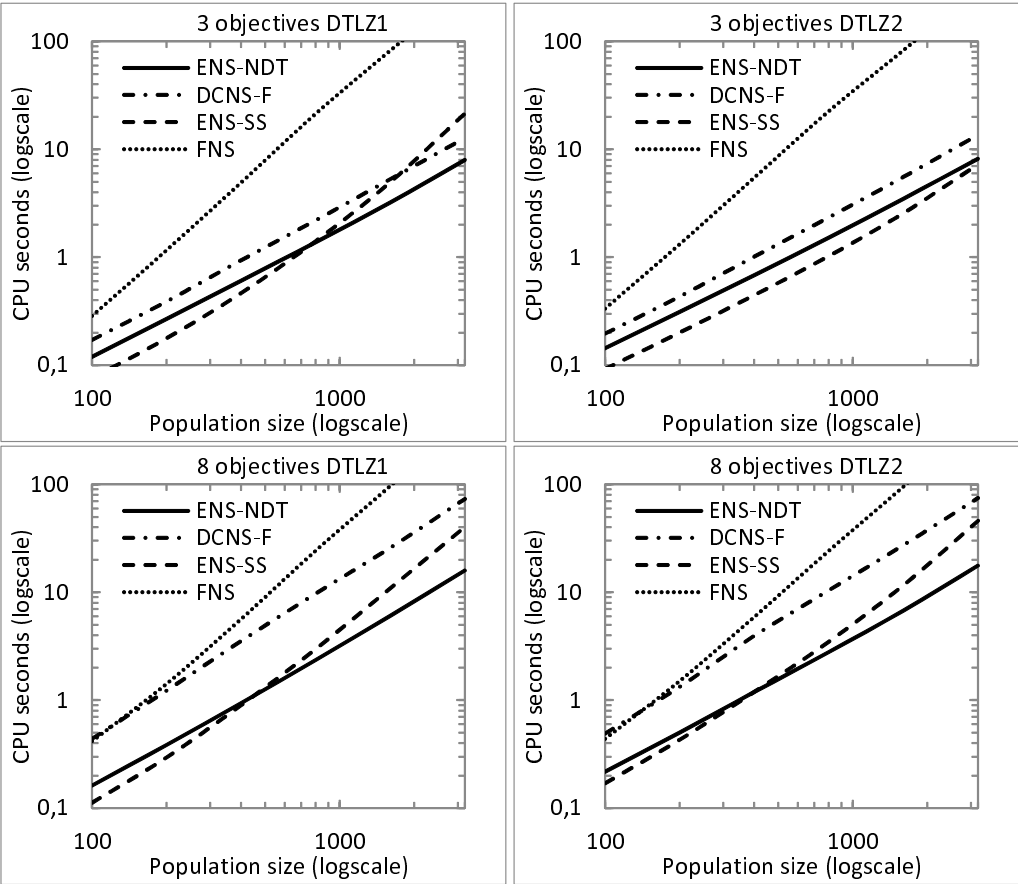 3 objectives DTLZ1
CPU seconds (logscale)
100
10
1
0,1
ENS-NDT
DCNS-F
ENS-SS
FNS
100 1000
Population size (logscale)
3 objectives DTLZ2
CPU seconds (logscale)
100
10
1
0,1
ENS-NDT
DCNS-F
ENS-SS
FNS
100 1000
Population size (logscale)
8 objectives DTLZ1
CPU seconds (logscale)
100
10
1
0,1
ENS-NDT
DCNS-F
ENS-SS
FNS
100 1000
Population size (logscale)
8 objectives DTLZ2
CPU seconds (logscale)
100
10
1
0,1
ENS-NDT
DCNS-F
ENS-SS
FNS
100 1000
Population size (logscale)